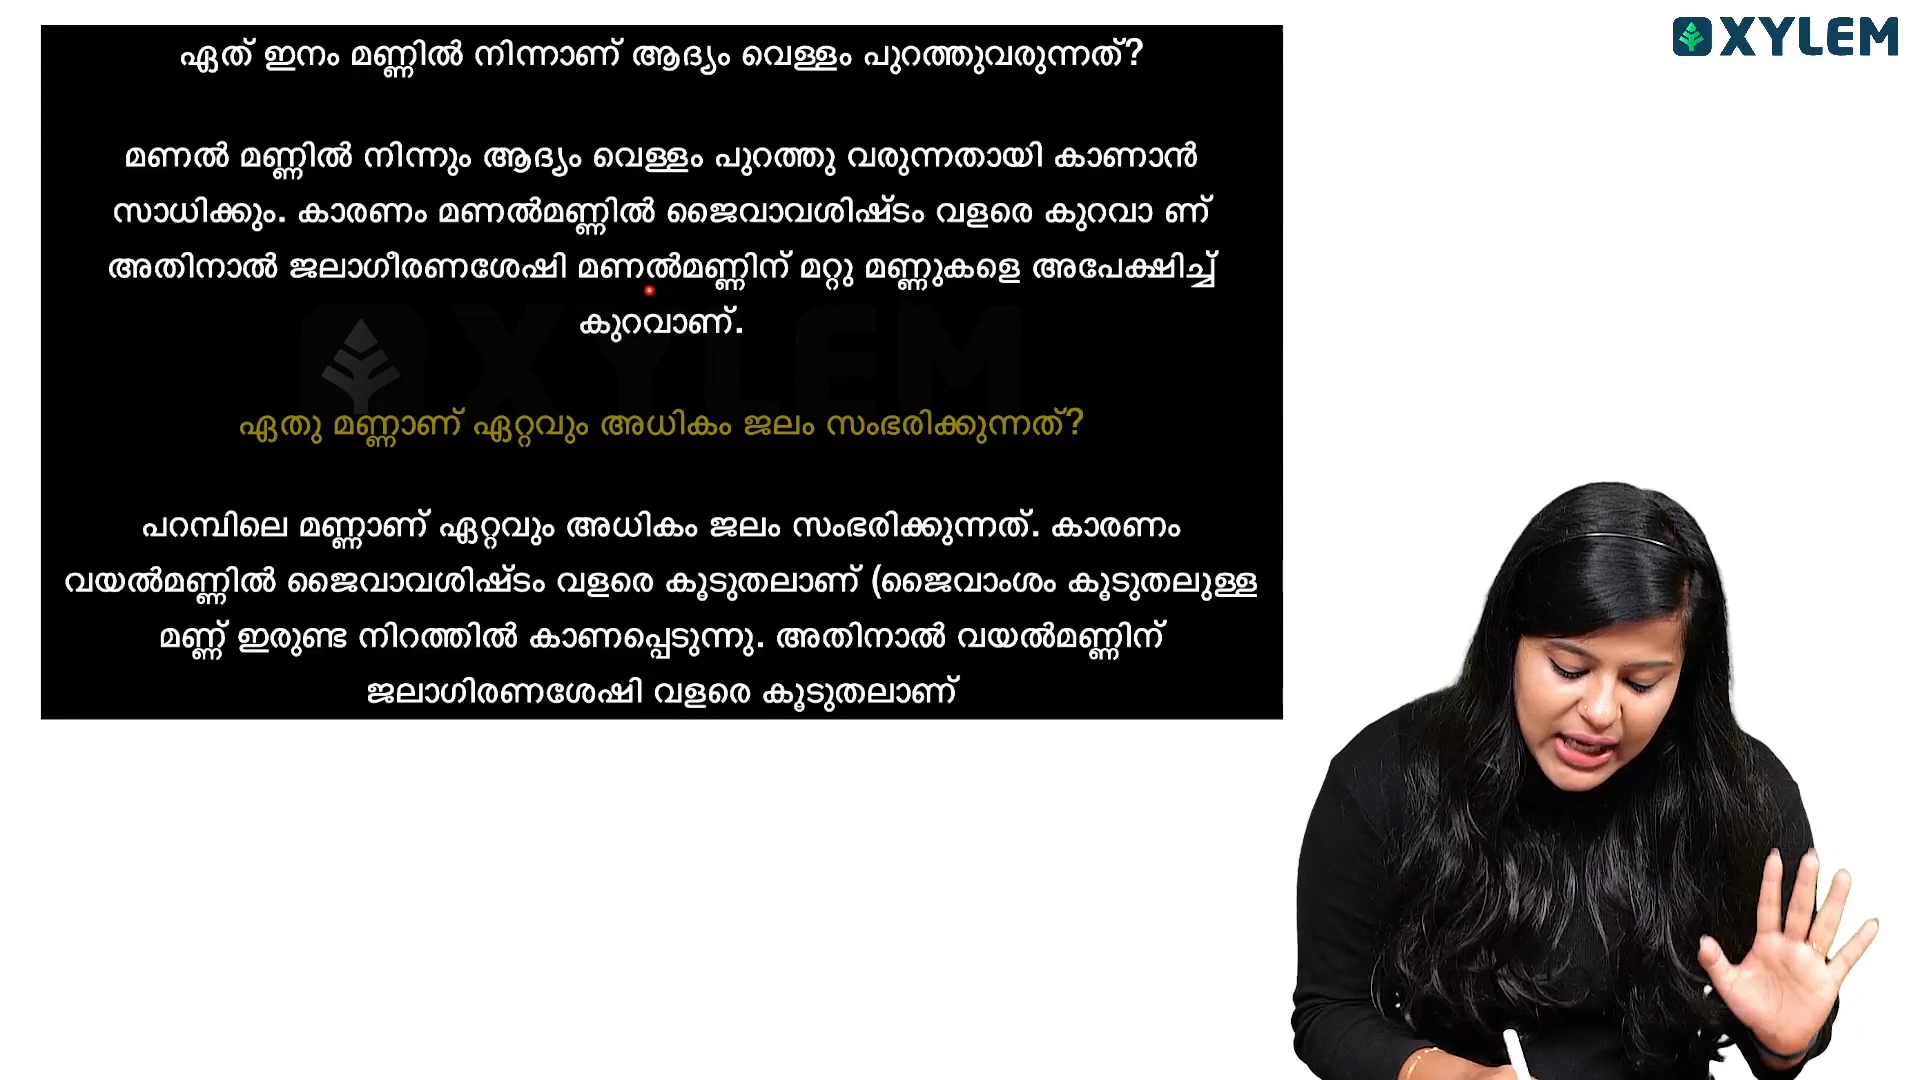 XYLEM
ഏത് ഇനം മണ്ണിൽ നിന്നാണ് ആദ്യം വെള്ളം പുറത്തുവരുന്നത്?
മണൽ മണ്ണിൽ നിന്നും ആദ്യം വെള്ളം പുറത്തു വരുന്നതായി കാണാൻ
സാധിക്കും. കാരണം മണൽമണ്ണിൽ ജൈവാവശിഷ്ടം വളരെ കുറവാ ണ്
അതിനാൽ ജലാഗീരണശേഷി മണൽമണ്ണിന് മറ്റു മണ്ണുകളെ അപേക്ഷിച്ച്
കുറവാണ്.
XYLEM
ഏതു മണ്ണാണ് ഏറ്റവും അധികം ജലം സംഭരിക്കുന്നത്?
പറമ്പിലെ മണ്ണാണ് ഏറ്റവും അധികം ജലം സംഭരിക്കുന്നത്. കാരണം
വയൽമണ്ണിൽ ജൈവാവശിഷ്ടം വളരെ കൂടുതലാണ് (ജൈവാംശം കൂടുതലുള്ള
മണ്ണ് ഇരുണ്ട നിറത്തിൽ കാണപ്പെടുന്നു. അതിനാൽ വയൽമണ്ണിന്
ജലാഗിരണശേഷി വളരെ കൂടുതലാണ്